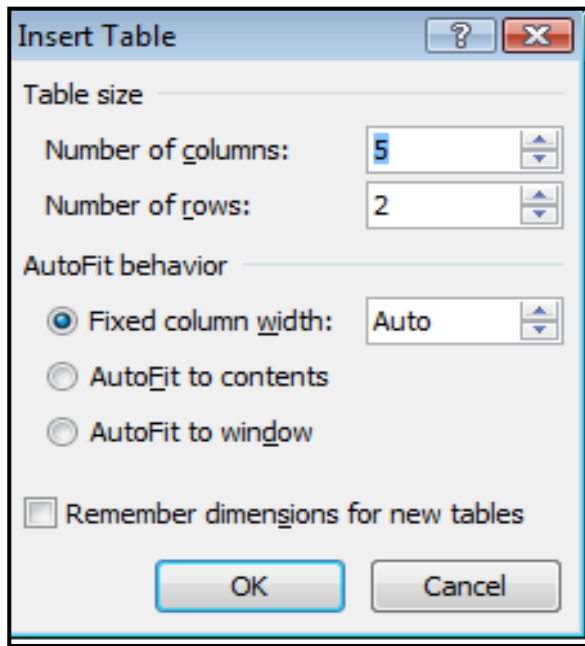 Insert Table ?
Table size
Number of columns: 5
Number of rows: 2
AutoFit behavior
Fixed column width: Auto
AutoFit to contents
AutoFit to window
Remember dimensions for new tables
OK Cancel